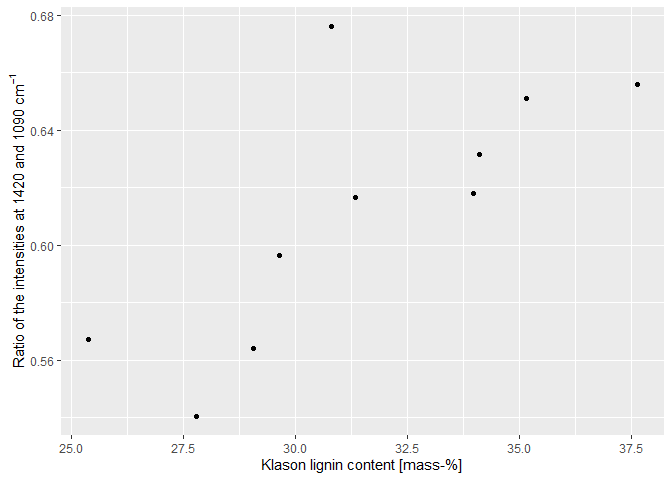 Ratio of the intensities at 1420 and 1090 cm⁻¹
0.68
0.64
0.60
0.56
25.0 27.5 30.0 32.5 35.0 37.5
Klason lignin content [mass-%]